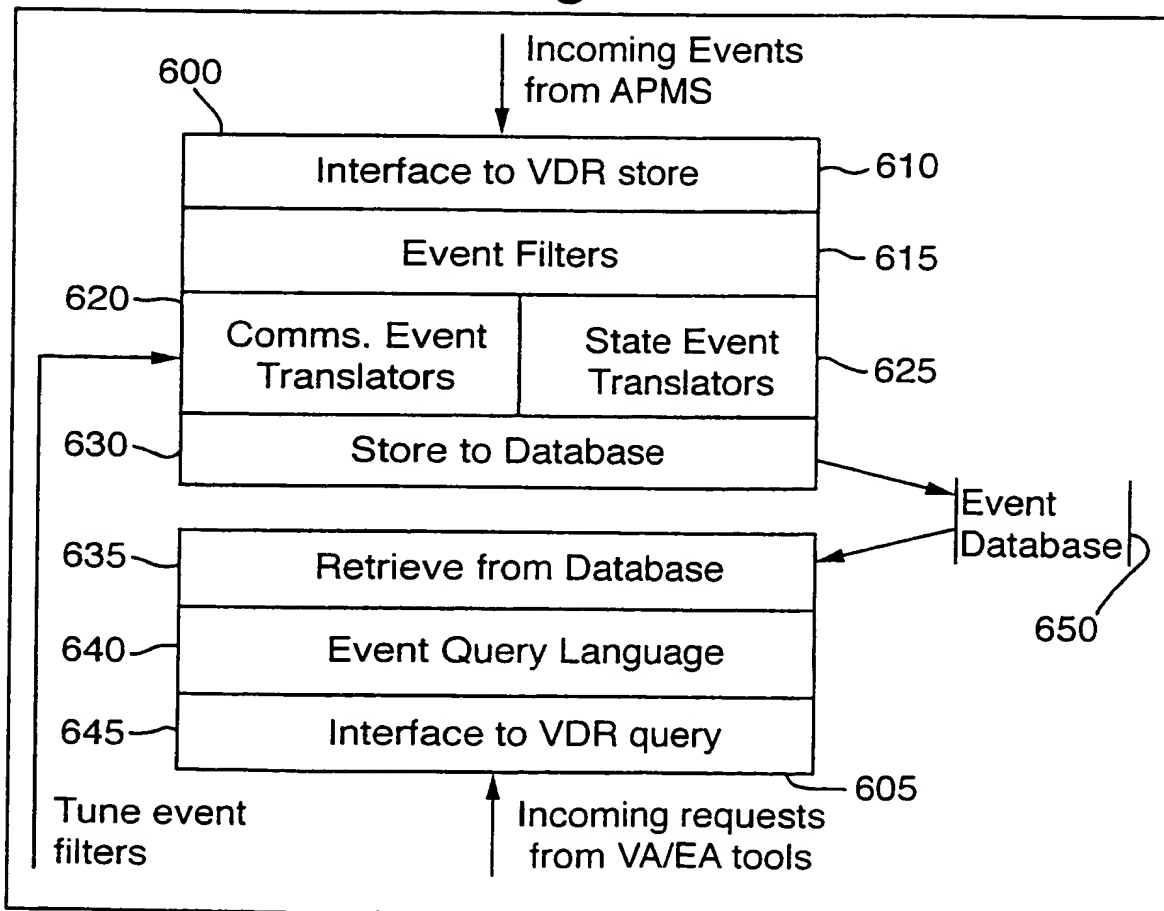 Incoming Events
from APMS
600
Interface to VDR store
610
Event Filters
615
620
Comms. Event
Translators
State Event
Translators
625
630
Store to Database
Event
Database
650
635
Retrieve from Database
640
Event Query Language
645
Interface to VDR query
605
Tune event
filters
Incoming requests
from VA/EA tools